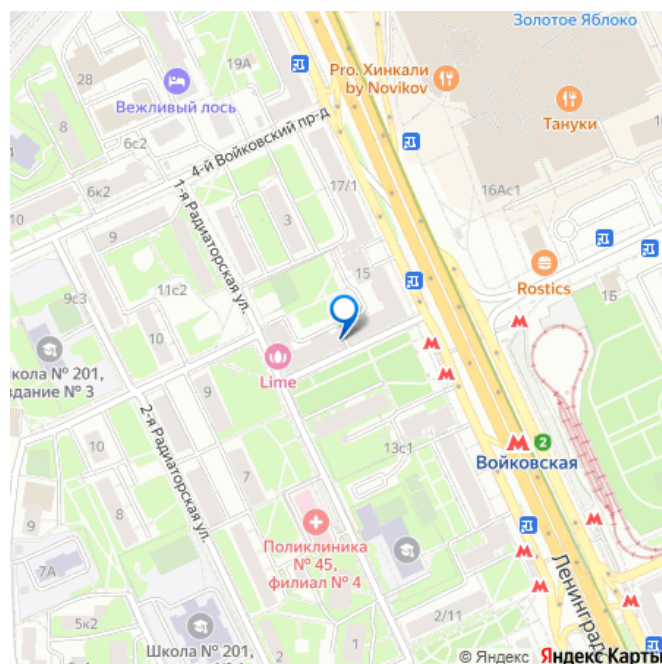 Золотое Яблоко
19А
28
Pro. Хинкали
by Novikov
Вежливый лось
Тануки
8
6с2
4-й Войковский пр-д
6к2
17/1
16Ас1
10
1-я Радиаторская ул.
9
3
15
11с2
9с3
Rostics
1Б
кола № 201,
здание № 3
Lime
9
2-я Радиаторская ул.
10
13с1
2
Войковская
7
8
9
Поликлиника
№ 45,
филиал № 4
7А
Ленинград
2/11
5к2
Школа № 201,
2
1
10
© Яндекс Яндекс Карты